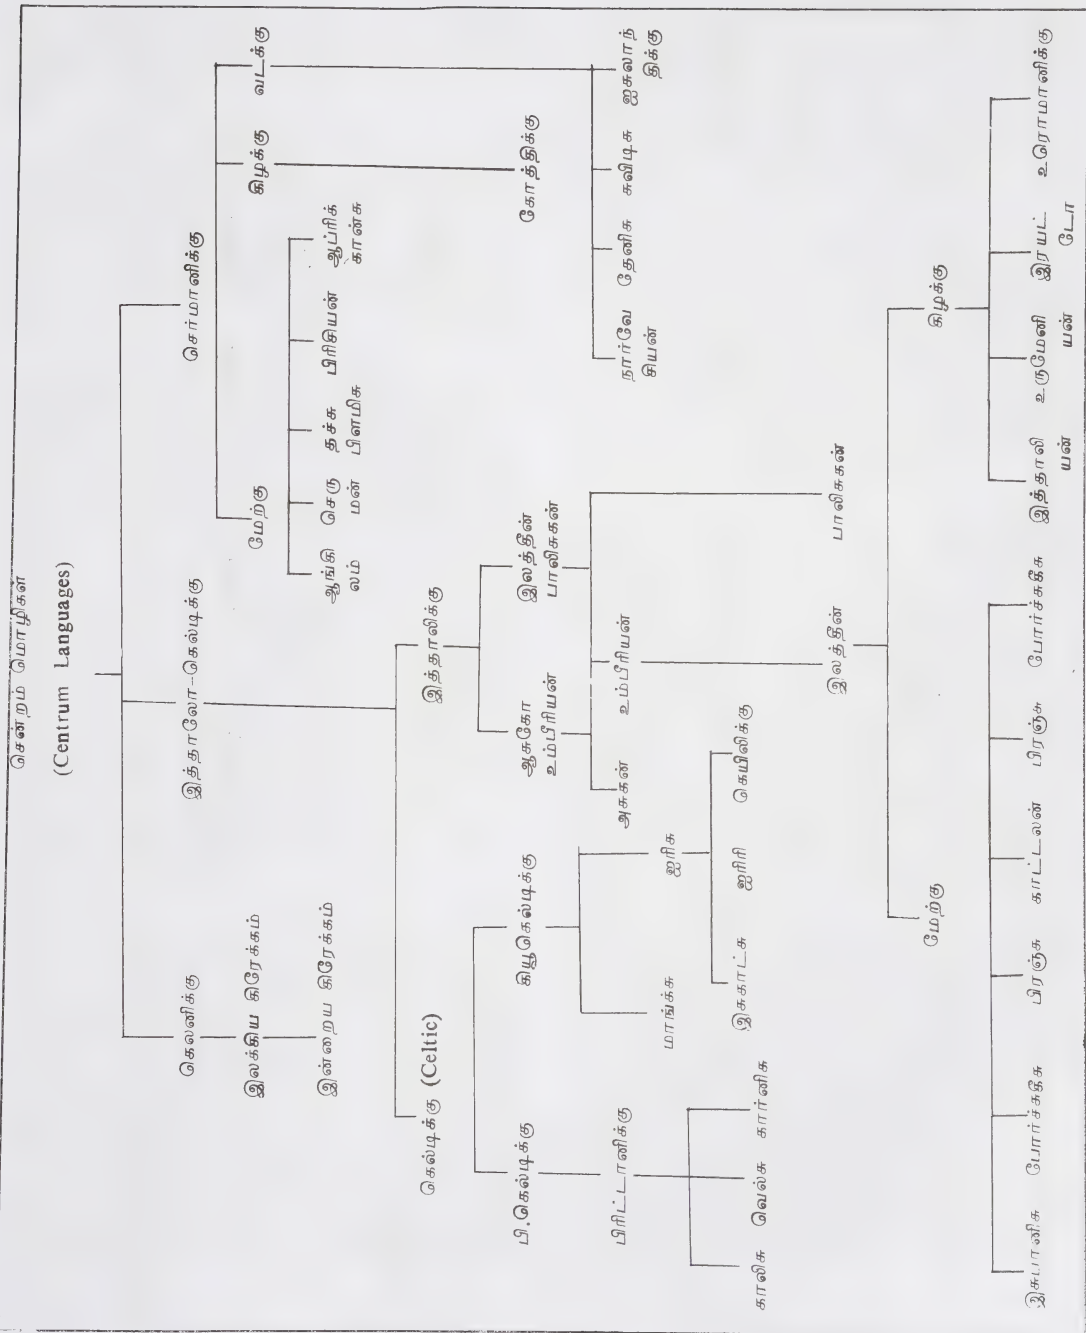 சென்றம் மொழிகள்
(Centrum Languages)
கெலனிக்கு
இத்தாலோ-கெல்டிக்கு
செர்மானிக்கு
இலக்கிய கிரேக்கம்
இன்றைய கிரேக்கம்
மேற்கு
கிழக்கு
வடக்கு
ஆங்கி
லம்
செரு
மன்
தச்சு
பிளமிசு
பிரிசியன்
ஆப்ரிக்
கான்சு
கெல்டிக்கு (Celtic)
இத்தாலிக்கு
பி.கெல்டிக்கு
கியூகெல்டிக்கு
ஆசுகோ
உம்பீரியன்
இலத்தீன்
பாலிசுகன்
கோத்திக்கு
பிரிட்டானிக்கு
மாங்க்சு
ஐரிசு
அசுகன்
உம்பீரியன்
நார்வே
சியன்
தேனிசு
சுவிடிசு
ஐசுலாந்
திக்கு
காலிசு
வெல்சு
கார்னிசு
இசுகாட்சு
ஐரிரி
கெயிலிக்கு
இலத்தீன்
பாலிசுகன்
மேற்கு
கிழக்கு
இசுபானிசு
போர்ச்சுகீசு
பிரஞ்சு
காட்டலன்
பிரஞ்சு
போர்ச்சுகீசு
இத்தாலி
யன்
உருமேனி
யன்
இரயட்
டோ
உரொமானிக்கு